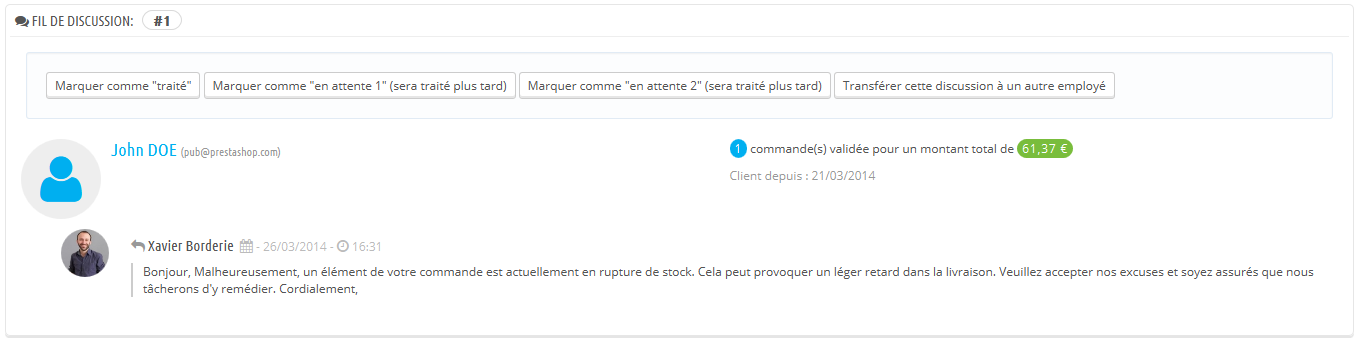 FIL DE DISCUSSION: #1
Marquer comme "traité" Marquer comme "en attente 1" (sera traité plus tard) Marquer comme "en attente 2" (sera traité plus tard) Transférer cette discussion à un autre employé
John DOE (pub@prestashop.com)
1 commande(s) validée pour un montant total de 61,37 €
Client depuis : 21/03/2014
Xavier Borderie - 26/03/2014 - 16:31
Bonjour, Malheureusement, un élément de votre commande est actuellement en rupture de stock. Cela peut provoquer un léger retard dans la livraison. Veuillez accepter nos excuses et soyez assurés que nous
tâcherons d'y remédier. Cordialement,